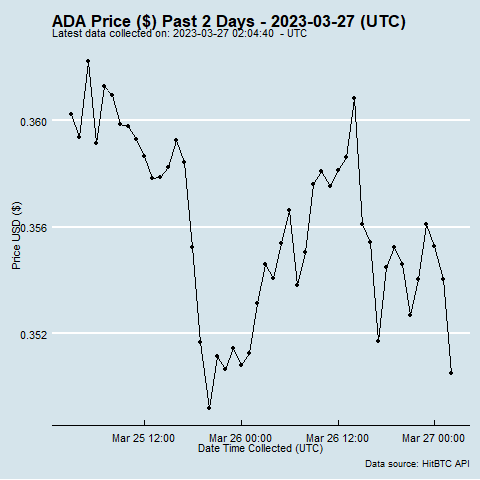 ADA Price ($) Past 2 Days - 2023-03-27 (UTC)
Latest data collected on: 2023-03-27 02:04:40 - UTC
0.360
0.356
0.352
Price USD ($)
Mar 25 12:00 Mar 26 00:00 Mar 26 12:00 Mar 27 00:00
Date Time Collected (UTC)
Data source: HitBTC API